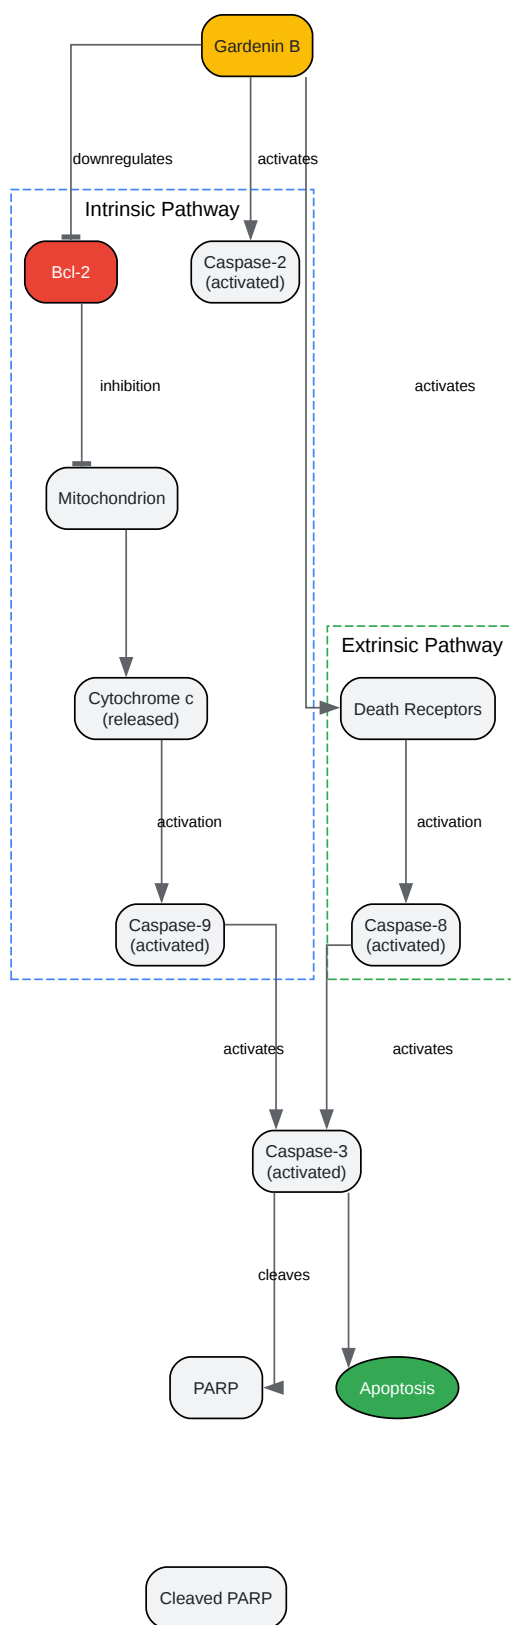 Gardenin B
downregulates
activates
Intrinsic Pathway
Bcl-2
Caspase-2
(activated)
inhibition
activates
Mitochondrion
Extrinsic Pathway
Cytochrome c
(released)
Death Receptors
activation
activation
Caspase-9
(activated)
Caspase-8
(activated)
activates
activates
Caspase-3
(activated)
cleaves
PARP
Apoptosis
Cleaved PARP